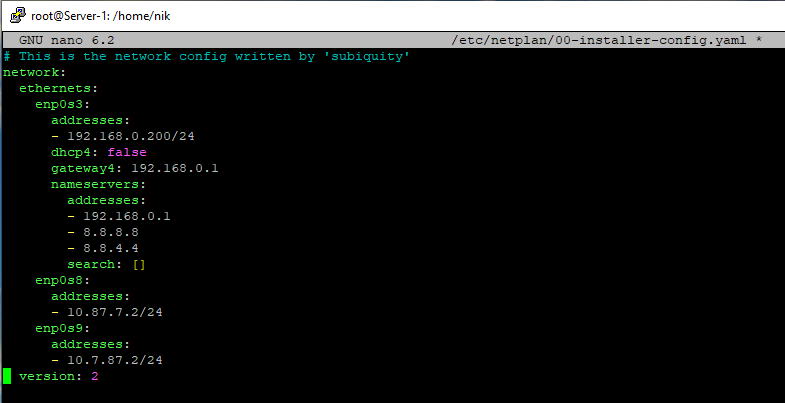 root@Server-1: /home/nik
GNU nano 6.2 /etc/netplan/00-installer-config.yaml *
# This is the network config written by 'subiquity'
network:
  ethernets:
    enp0s3:
      addresses:
      - 192.168.0.200/24
      dhcp4: false
      gateway4: 192.168.0.1
      nameservers:
        addresses:
        - 192.168.0.1
        - 8.8.8.8
        - 8.8.4.4
        search: []
    enp0s8:
      addresses:
      - 10.87.7.2/24
    enp0s9:
      addresses:
      - 10.7.87.2/24
  version: 2